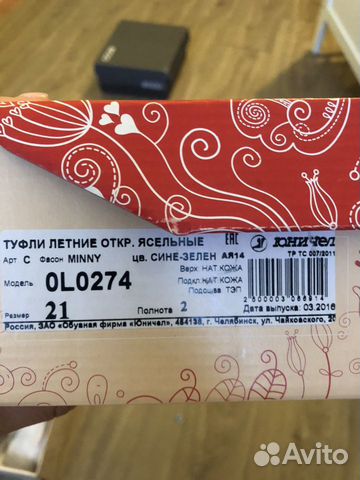 ТУФЛИ ЛЕТНИЕ ОТКР. ЯСЕЛЬНЫЕ ЕАС ЮНИЧЕЛ
Арт С Фасон MINNY ЦВ. СИНЕ-ЗЕЛЕН АЯ14 ТР ТС 007/2011
Верх НАТ.КОЖА
Модель 0L0274 Подкл.НАТ.КОЖА
Подошва ТЭП
Размер 21 Полнота 2 Дата выпуска: 03.2016
Россия, ЗАО «Обувная фирма «Юничел», 454138, г. Челябинск, ул. Чайковского, 20
Avito